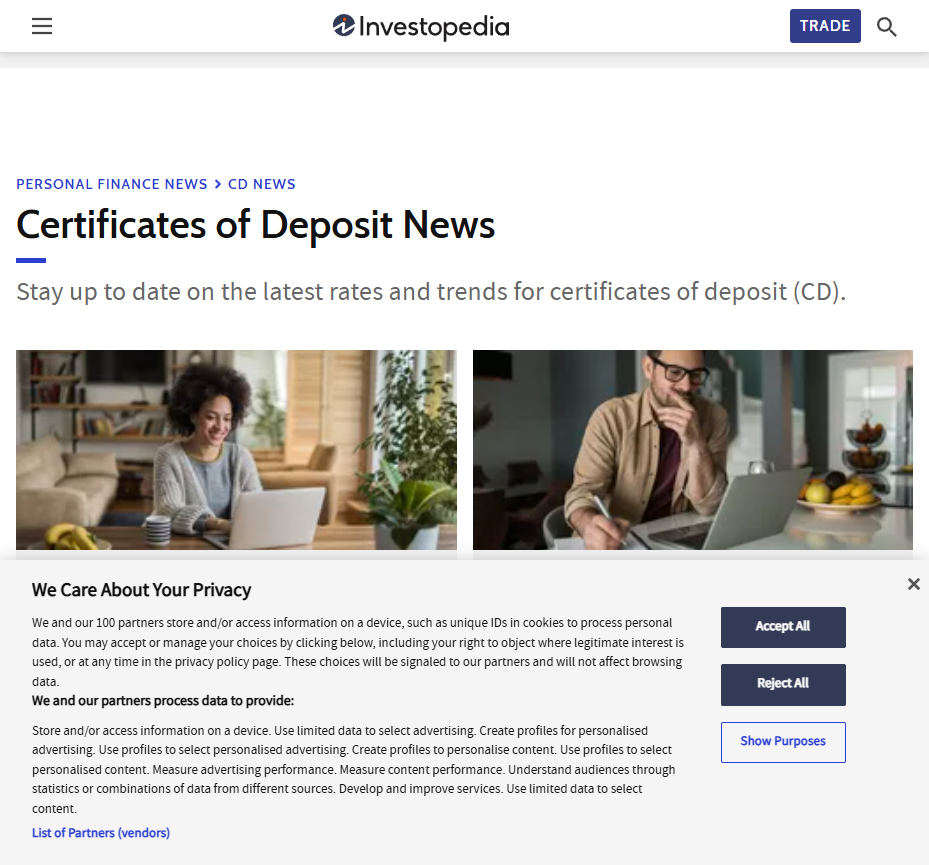 Investopedia
TRADE
PERSONAL FINANCE NEWS > CD NEWS
Certificates of Deposit News
Stay up to date on the latest rates and trends for certificates of deposit (CD).
We Care About Your Privacy
We and our 100 partners store and/or access information on a device, such as unique IDs in cookies to process personal
data. You may accept or manage your choices by clicking below, including your right to object where legitimate interest is
used, or at any time in the privacy policy page. These choices will be signaled to our partners and will not affect browsing
data.
We and our partners process data to provide:
Store and/or access information on a device. Use limited data to select advertising. Create profiles for personalised
advertising. Use profiles to select personalised advertising. Create profiles to personalise content. Use profiles to select
personalised content. Measure advertising performance. Measure content performance. Understand audiences through
statistics or combinations of data from different sources. Develop and improve services. Use limited data to select
content.
List of Partners (vendors)
Accept All
Reject All
Show Purposes